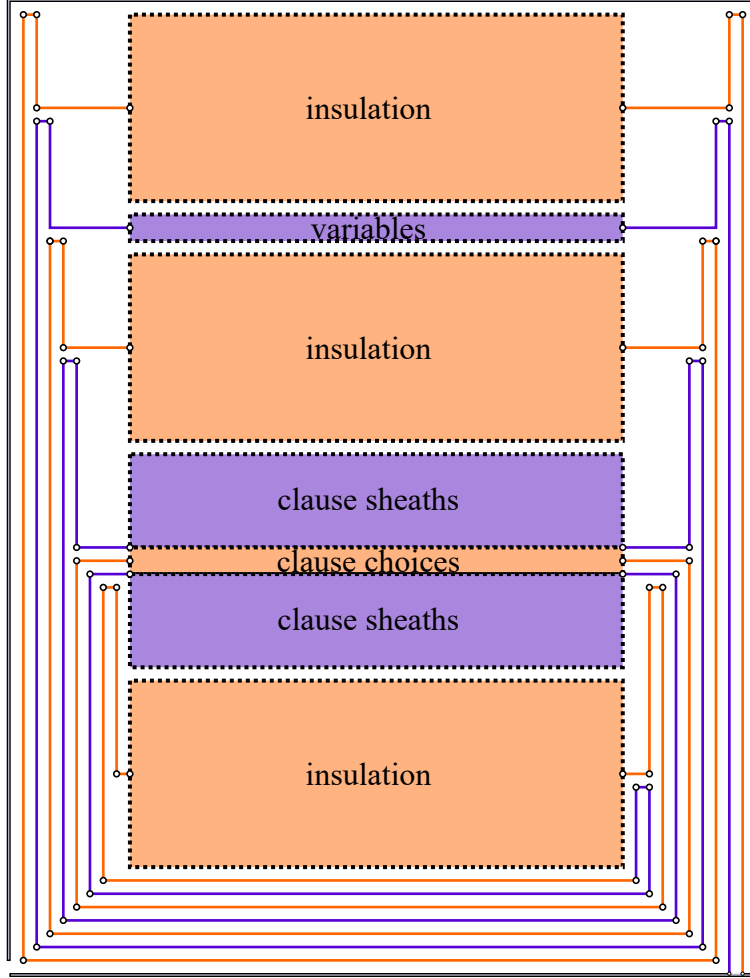 insulation
variables
insulation
clause sheaths
clause choices
clause sheaths
insulation